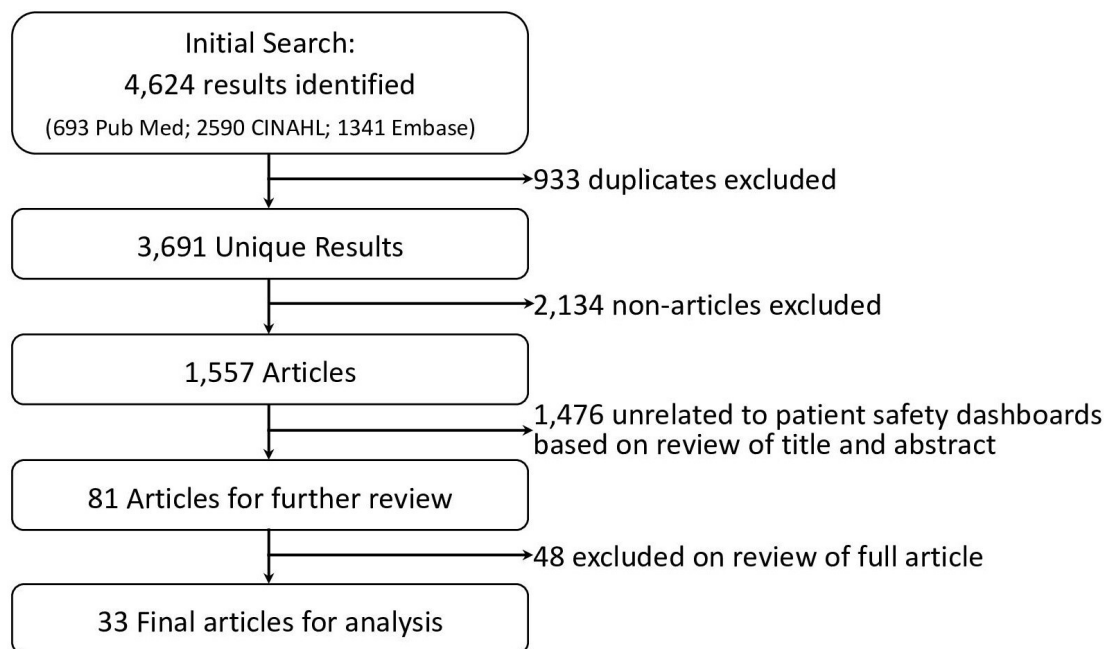 Initial Search:
4,624 results identified
(693 Pub Med; 2590 CINAHL; 1341 Embase)
933 duplicates excluded
3,691 Unique Results
2,134 non-articles excluded
1,557 Articles
1,476 unrelated to patient safety dashboards
based on review of title and abstract
81 Articles for further review
48 excluded on review of full article
33 Final articles for analysis